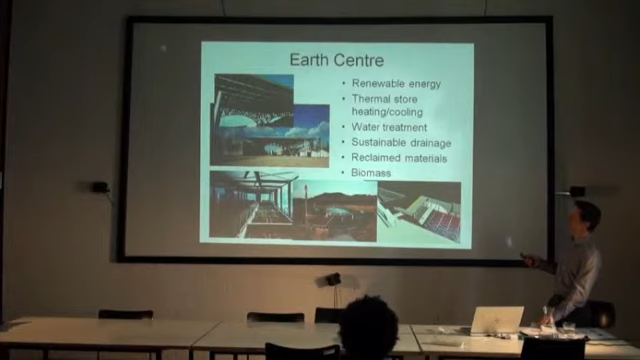 Earth Centre
• Renewable energy
• Thermal store
heating/cooling
• Water treatment
• Sustainable drainage
• Reclaimed materials
• Biomass